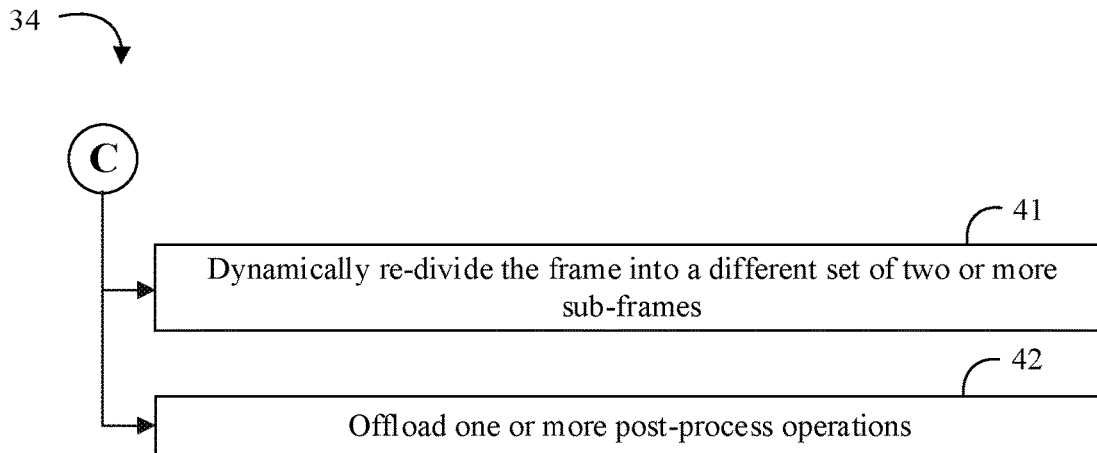 34
C
41
Dynamically re-divide the frame into a different set of two or more
sub-frames
42
Offload one or more post-process operations